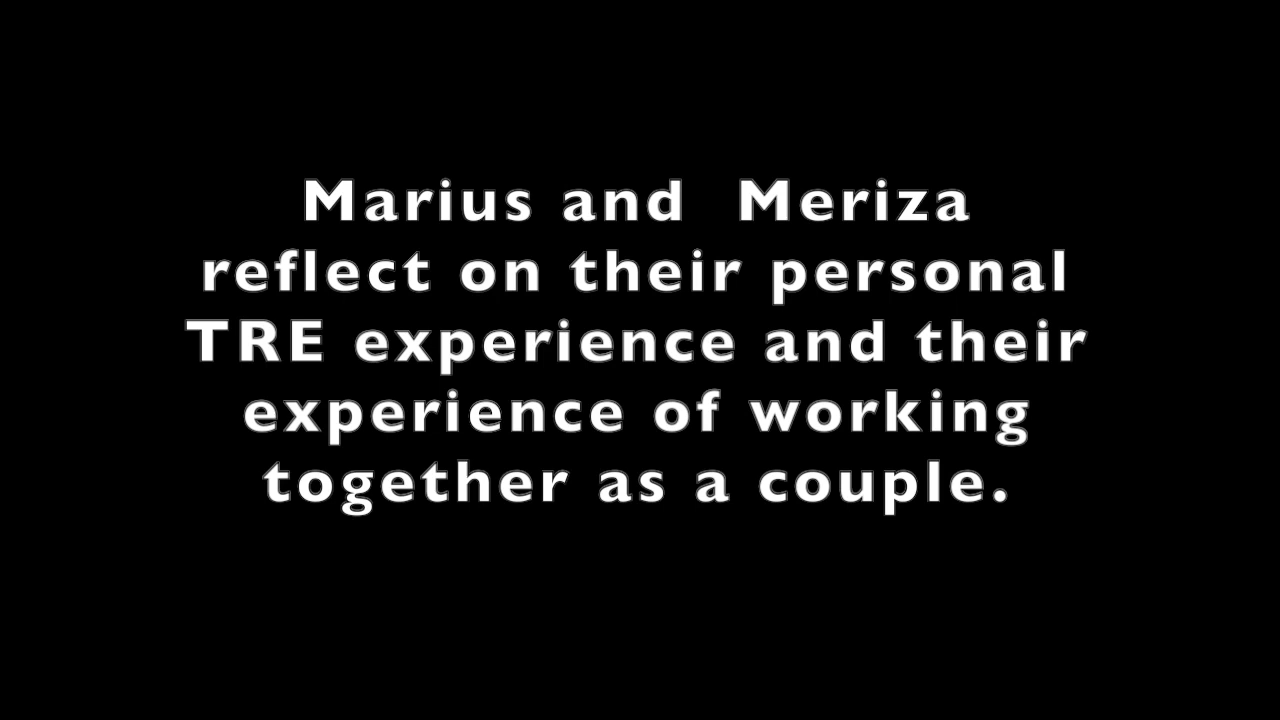 Marius and  Meriza
reflect on their personal
TRE experience and their
experience of working
together as a couple.